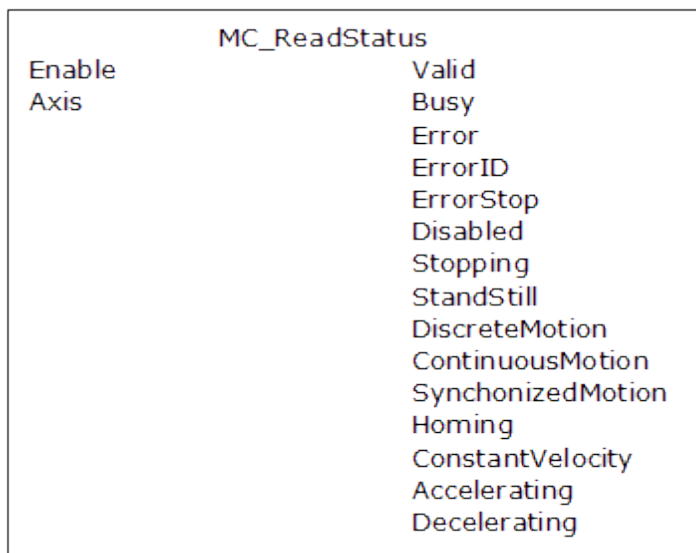 MC_ReadStatus
Enable Valid
Axis Busy
Error
ErrorID
ErrorStop
Disabled
Stopping
StandStill
DiscreteMotion
ContinuousMotion
SynchonizedMotion
Homing
ConstantVelocity
Accelerating
Decelerating